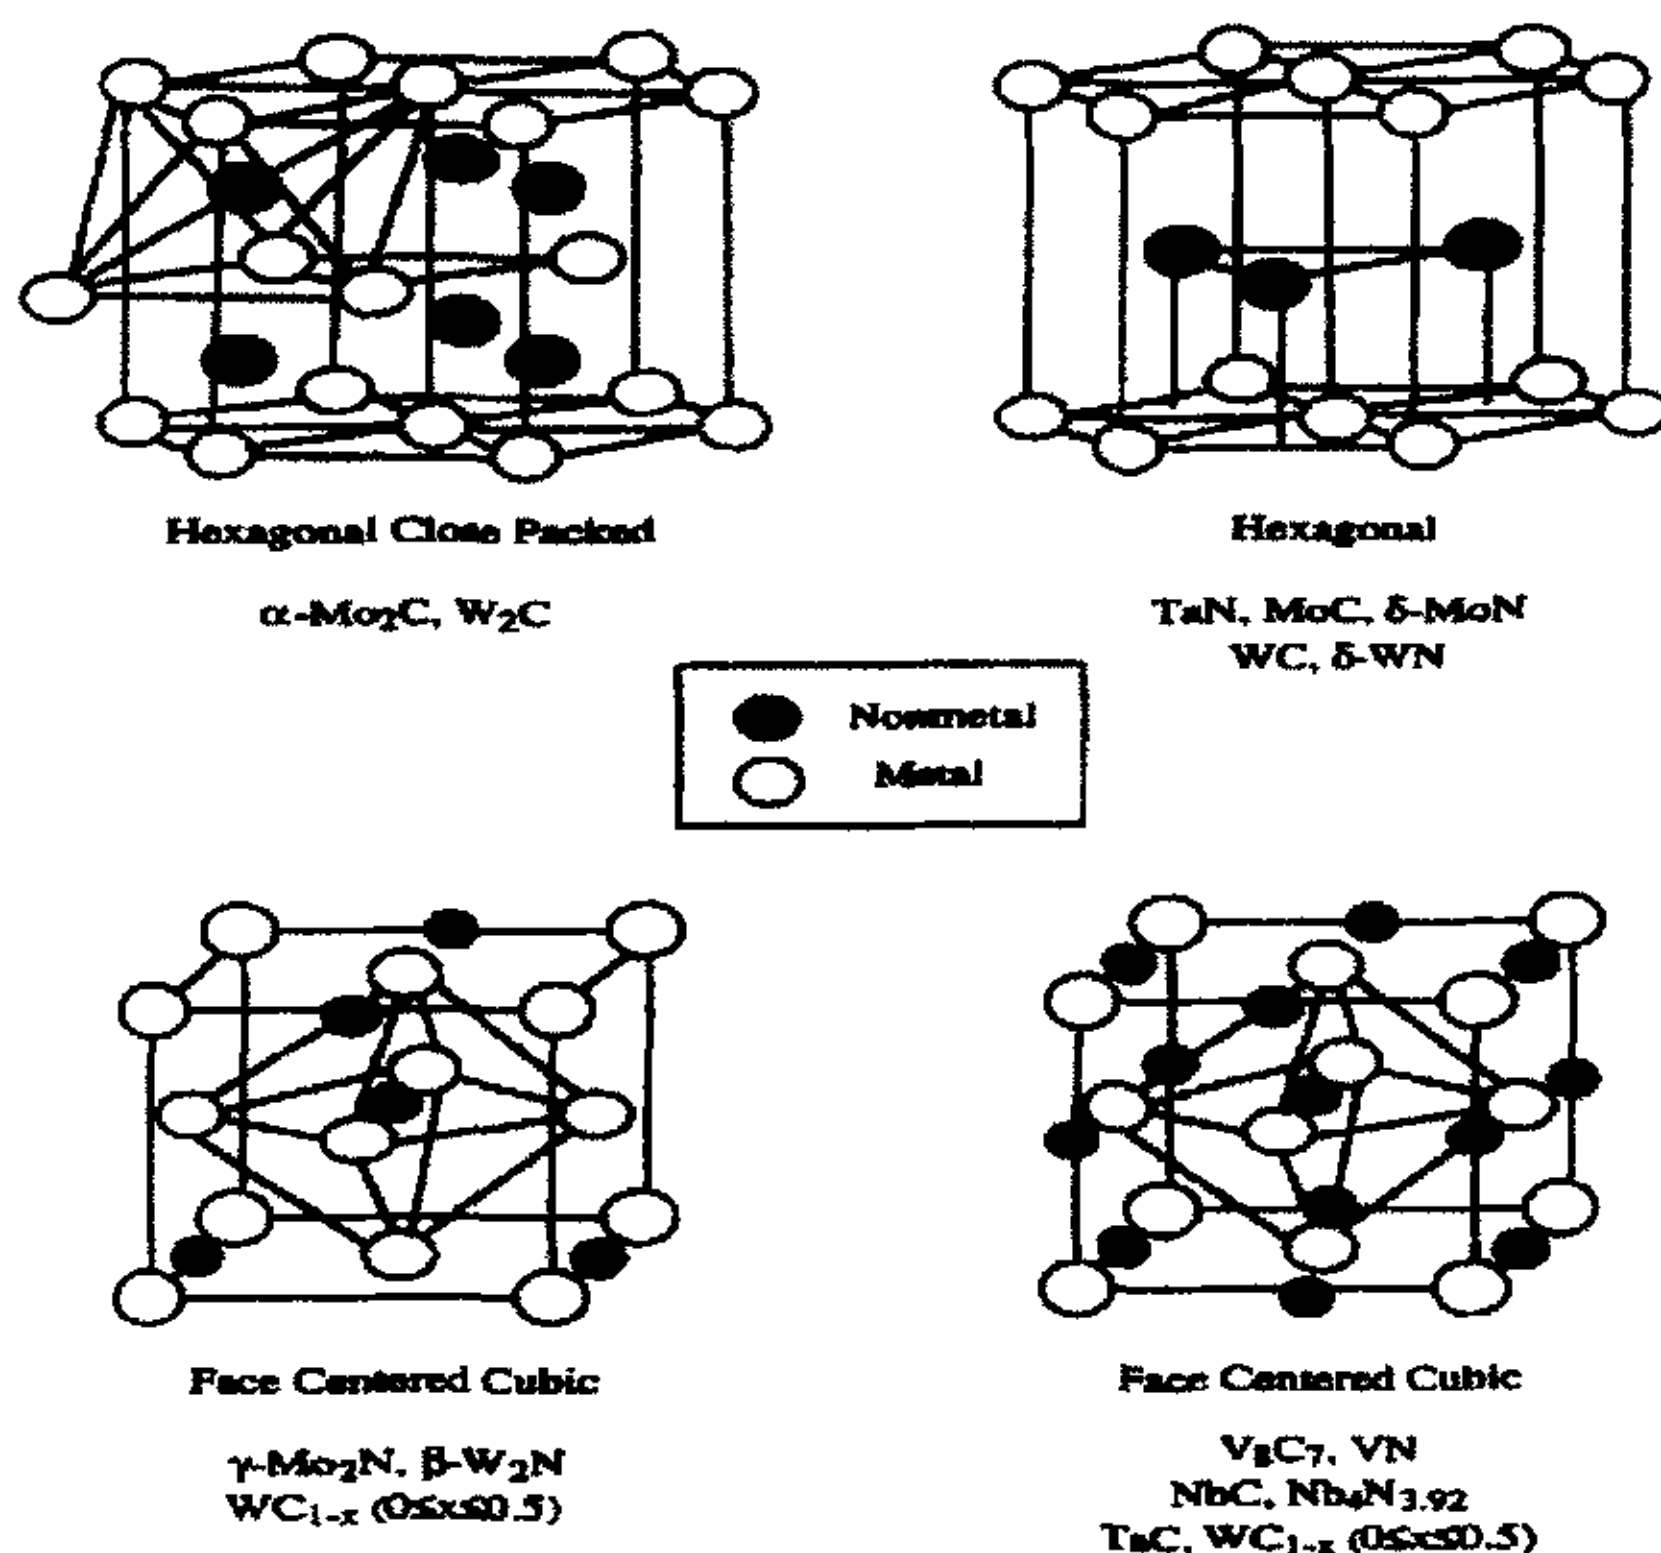 Hexagonal Close Packed
α-Mo₂C, W₂C
Hexagonal
TaN, MoC, δ-MoN
WC, δ-WN
Nonmetal
Metal
Face Centered Cubic
γ-Mo₂N, β-W₂N
WC₁₋ₓ (0≤x≤0.5)
Face Centered Cubic
V₈C₇, VN
NbC, Nb₄N₃.₉₂
TaC, WC₁₋ₓ (0≤x≤0.5)